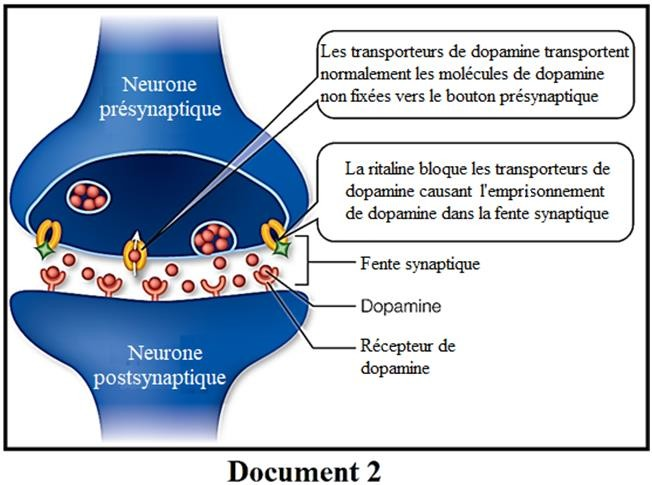 Les transporteurs de dopamine transportent
normalement les molécules de dopamine
non fixées vers le bouton présynaptique
Neurone
présynaptique
La ritaline bloque les transporteurs de
dopamine causant l'emprisonnement
de dopamine dans la fente synaptique
Fente synaptique
Dopamine
Récepteur de
dopamine
Neurone
postsynaptique
Document 2